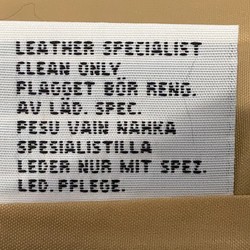 LEATHER SPECIALIST
CLEAN ONLY.
PLAGGET BÖR RENG.
AV LÄD. SPEC.
PESU VAIN NAHKA
SPESIALISTILLA
LEDER NUR MIT SPEZ.
LED. PFLEGE.